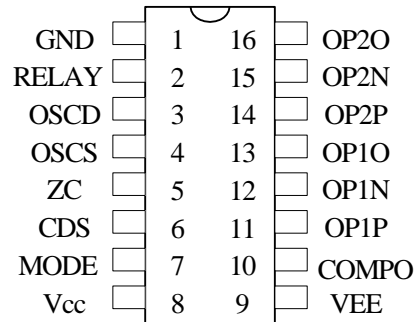 GND 1 16 OP2O
RELAY 2 15 OP2N
OSCD 3 14 OP2P
OSCS 4 13 OP1O
ZC 5 12 OP1N
CDS 6 11 OP1P
MODE 7 10 COMPO
Vcc 8 9 VEE